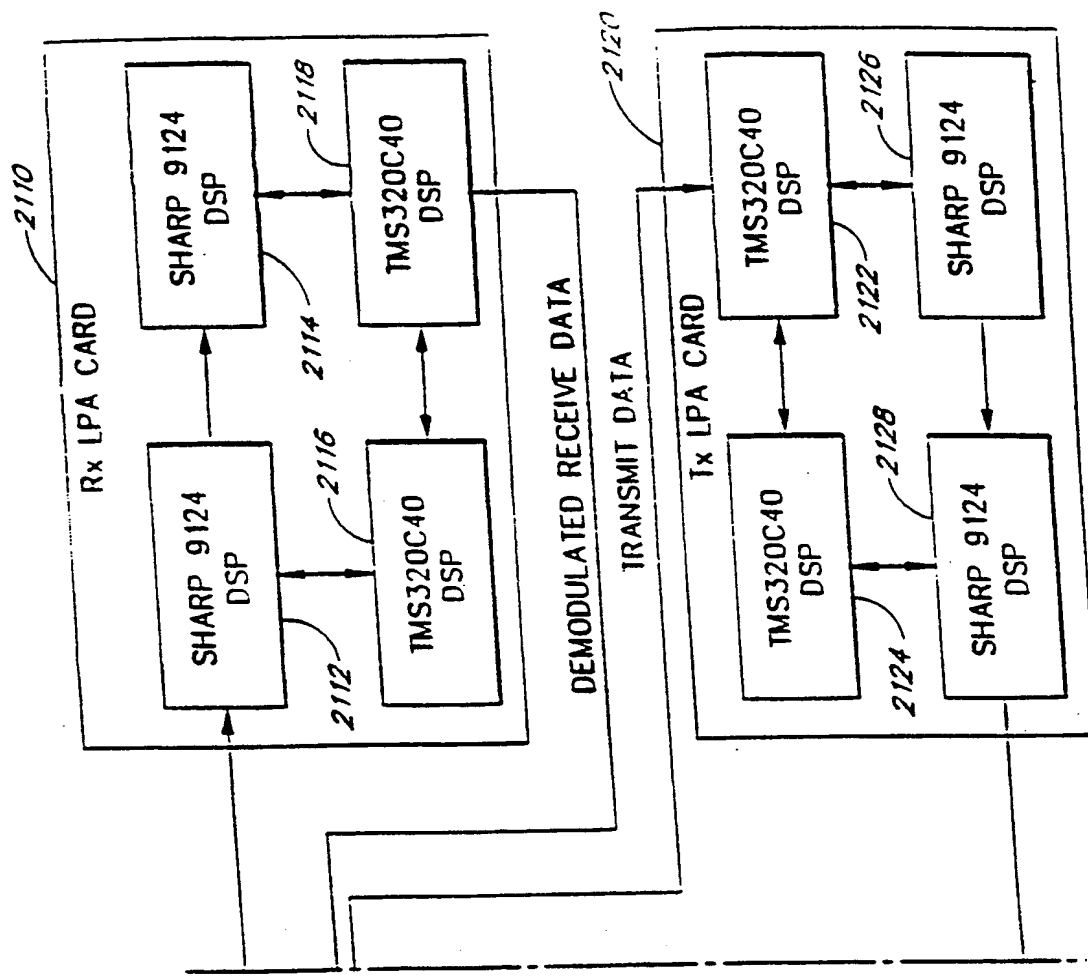 2110
Rx LPA CARD
SHARP 9124
DSP
2112
SHARP 9124
DSP
2114
TMS320C40
DSP
2116
TMS320C40
DSP
2118
DEMODULATED RECEIVE DATA
TRANSMIT DATA
2120
Tx LPA CARD
TMS320C40
DSP
2124
TMS320C40
DSP
2122
SHARP 9124
DSP
2128
SHARP 9124
DSP
2126